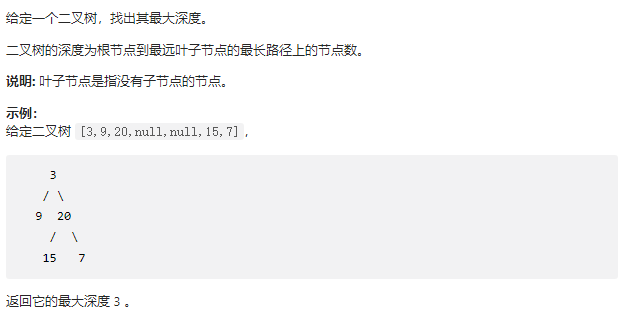 给定一个二叉树，找出其最大深度。
二叉树的深度为根节点到最远叶子节点的最长路径上的节点数。
说明: 叶子节点是指没有子节点的节点。
示例：
给定二叉树 [3,9,20,null,null,15,7]，
3
/ \
9 20
/ \
15 7
返回它的最大深度 3 。